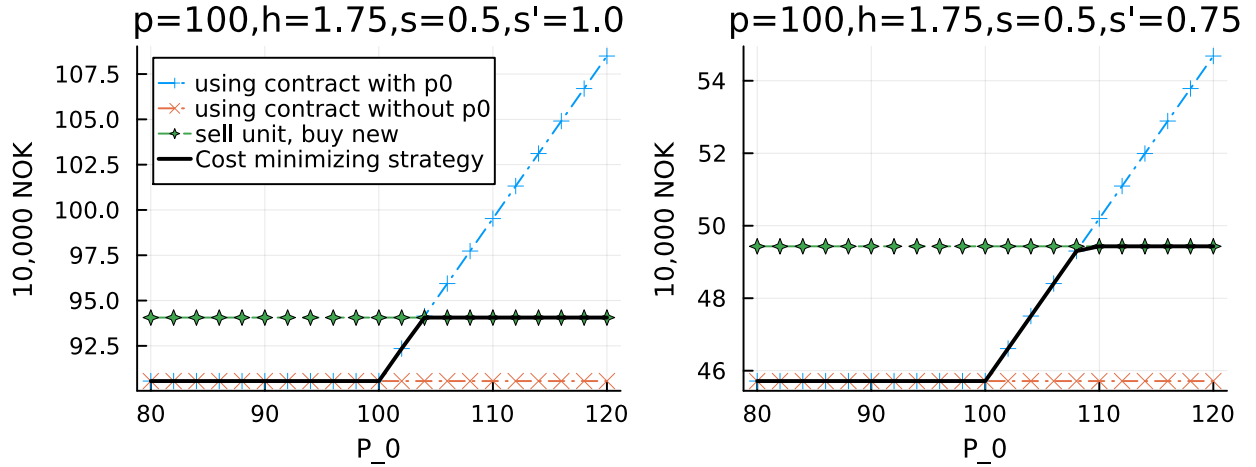 p=100,h=1.75,s=0.5,s'=1.0
107.5
105.0
102.5
100.0
97.5
95.0
92.5
10,000 NOK
using contract with p0
using contract without p0
sell unit, buy new
Cost minimizing strategy
80 90 100 110 120
P_0
p=100,h=1.75,s=0.5,s'=0.75
54
52
50
48
46
10,000 NOK
80 90 100 110 120
P_0